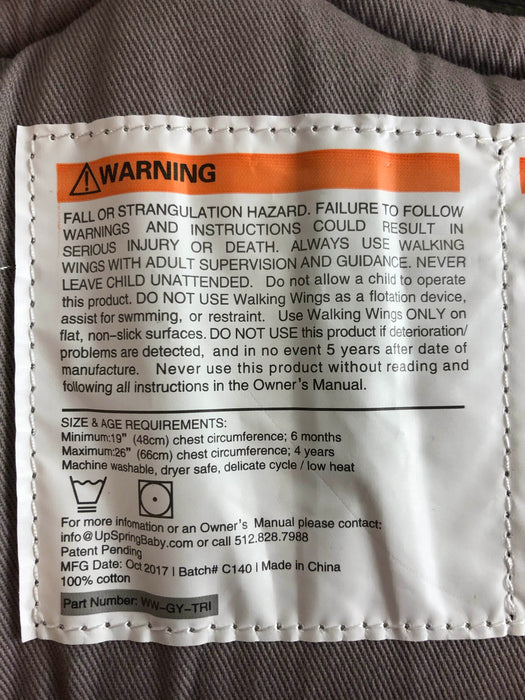 WARNING
FALL OR STRANGULATION HAZARD. FAILURE TO FOLLOW
WARNINGS AND INSTRUCTIONS COULD RESULT IN
SERIOUS INJURY OR DEATH. ALWAYS USE WALKING
WINGS WITH ADULT SUPERVISION AND GUIDANCE. NEVER
LEAVE CHILD UNATTENDED. Do not allow a child to operate
this product. DO NOT USE Walking Wings as a flotation device,
assist for swmming, or restraint. Use Walking Wings ONLY on
flat, non-slick surfaces. DO NOT USE this product if deterioration/
problems are detected, and in no event 5 years after date of
manufacture. Never use this product without reading and
following all instructions in the Owner's Manual.
SIZE & AGE REQUIREMENTS:
Minimum:19" (48cm) chest circumference; 6 months
Maximum:26" (66cm) chest circumference; 4 years
Machine washable, dryer safe, delicate cycle / low heat
For more infomation or an Owner's Manual please contact:
info@UpSpringBaby.com or call 512.828.7988
Patent Pending
MFG Date: Oct 2017 | Batch# C140 | Made in China
100% cotton
Part Number: WW-GY-TRI